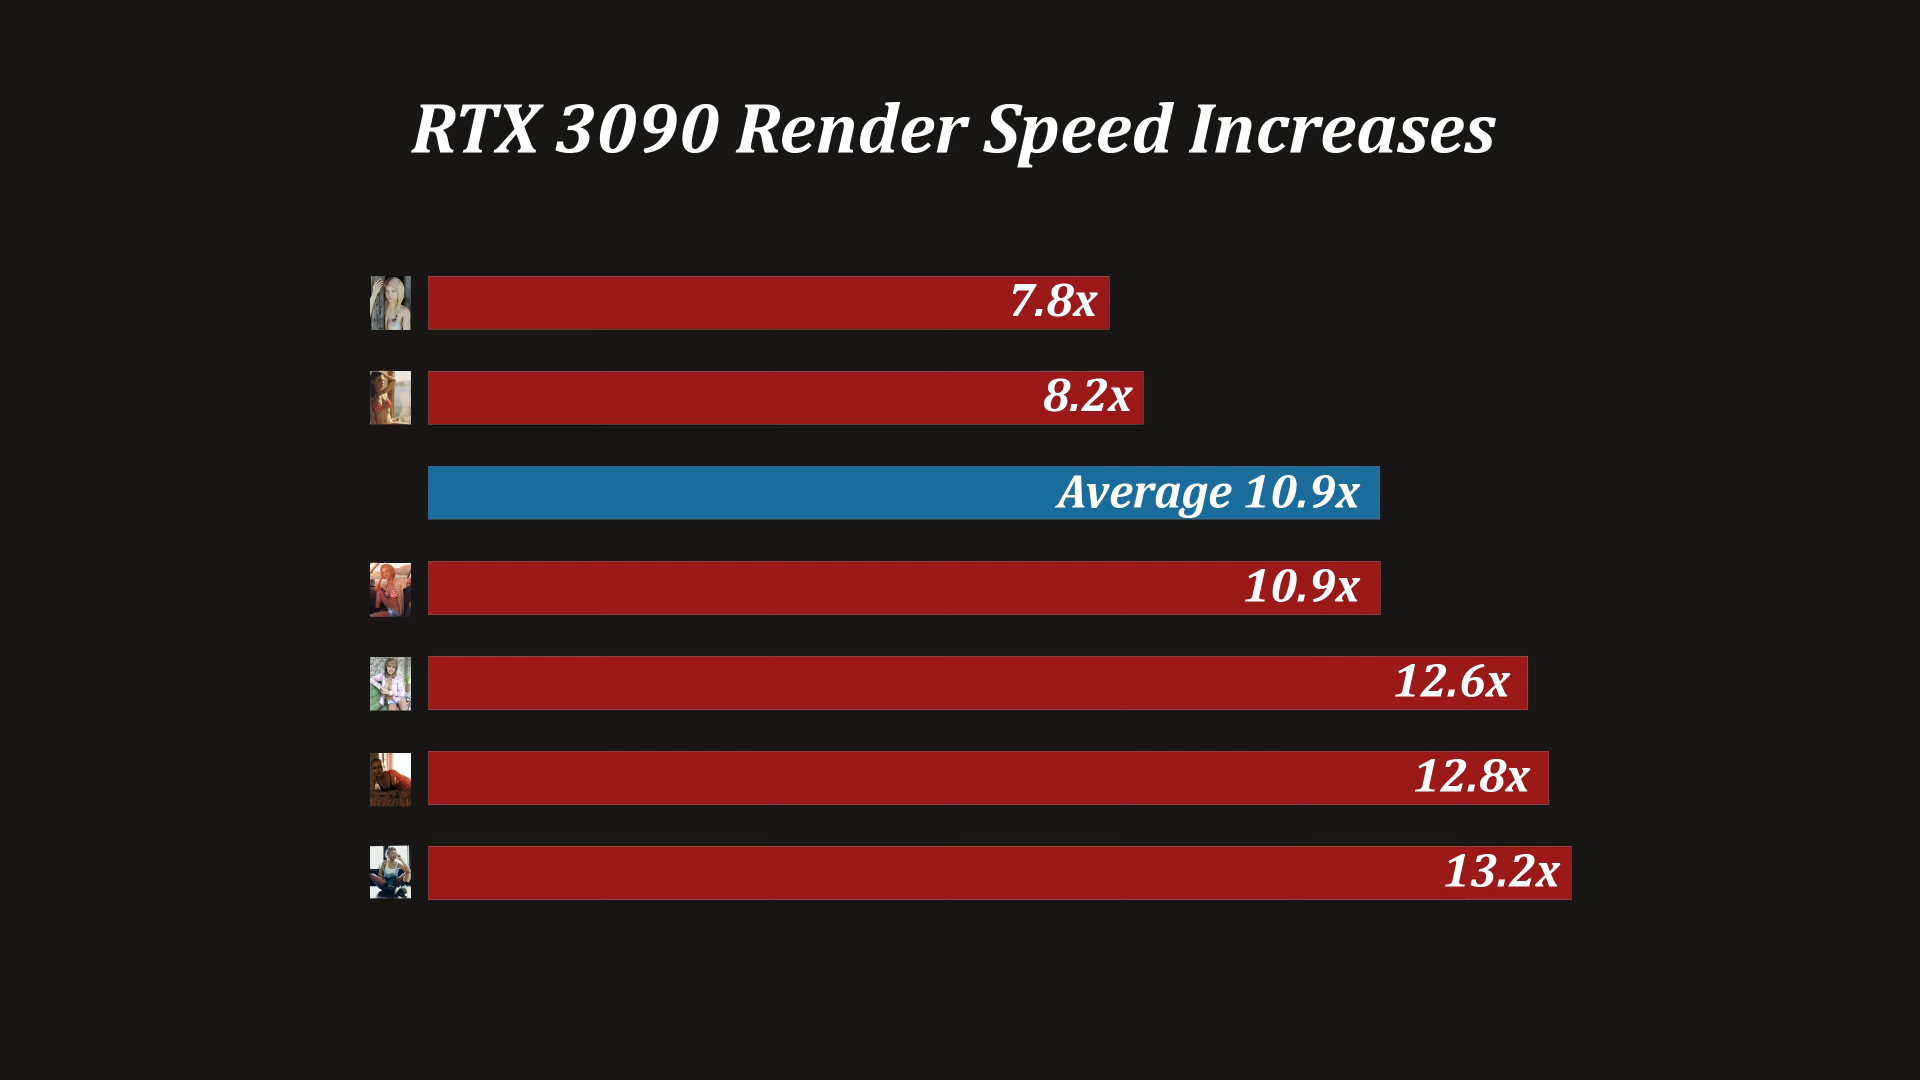 RTX 3090 Render Speed Increases
7.8x
8.2x
Average 10.9x
10.9x
12.6x
12.8x
13.2x